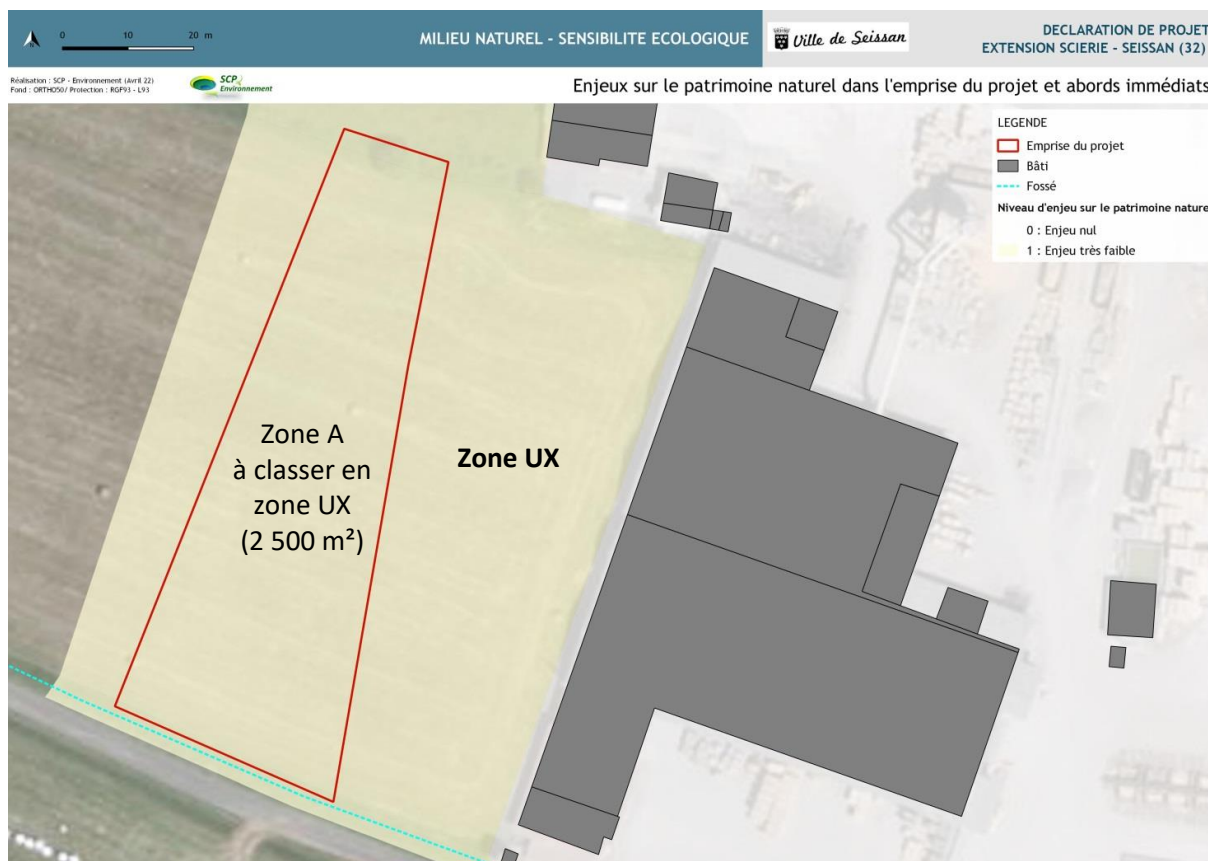 N
0 10 20 m
MILIEU NATUREL - SENSIBILITE ECOLOGIQUE
Ville de Seissan
DECLARATION DE PROJET
EXTENSION SCIERIE - SEISSAN (32)
Réalisation : SCP - Environnement (Avril 22)
Fond : ORTHO50/ Protection : RGF93 - L93
SCP
Environnement
Enjeux sur le patrimoine naturel dans l'emprise du projet et abords immédiats
LEGENDE
Emprise du projet
Bâti
Fossé
Niveau d'enjeu sur le patrimoine nature
0 : Enjeu nul
1 : Enjeu très faible
Zone A
à classer en
zone UX
(2 500 m²)
Zone UX